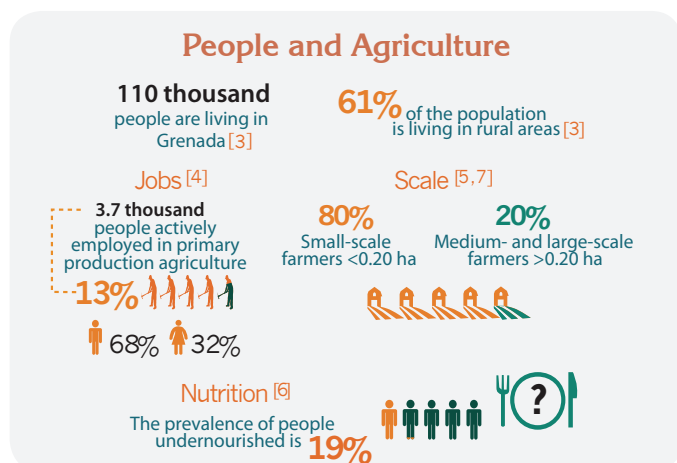 People and Agriculture
110 thousand
people are living in
Grenada [3]
61% of the population
is living in rural areas [3]
Jobs [4]
3.7 thousand
people actively
employed in primary
production agriculture
13%
68% 32%
Scale [5,7]
80%
Small-scale
farmers <0.20 ha
20%
Medium- and large-scale
farmers >0.20 ha
Nutrition [6]
The prevalence of people
undernourished is 19%
?